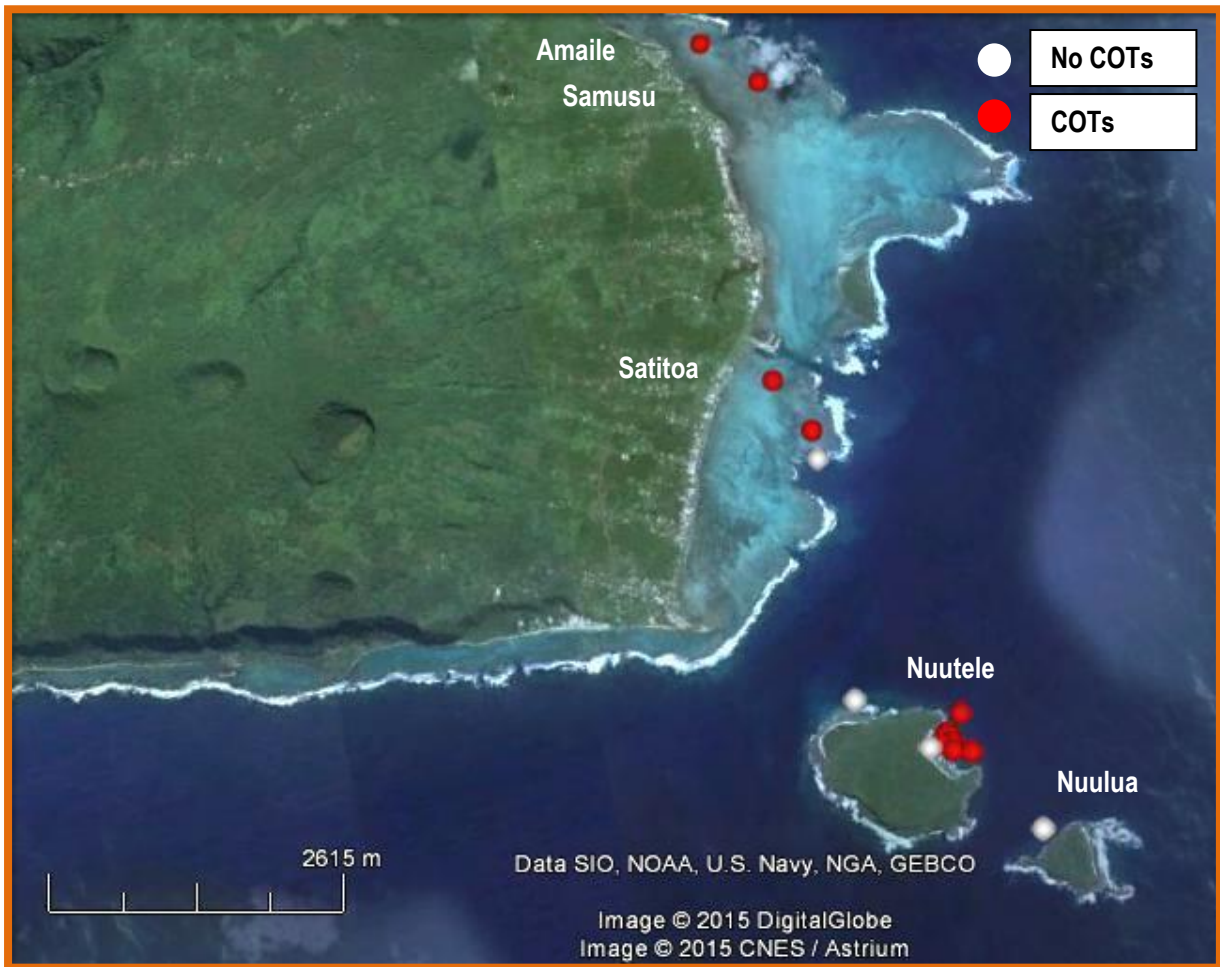 Amaile
Samusu
No COTs
COTs
Satitoa
Nuutele
Nuulua
2615 m
Data SIO, NOAA, U.S. Navy, NGA, GEBCO
Image © 2015 DigitalGlobe
Image © 2015 CNES / Astrium